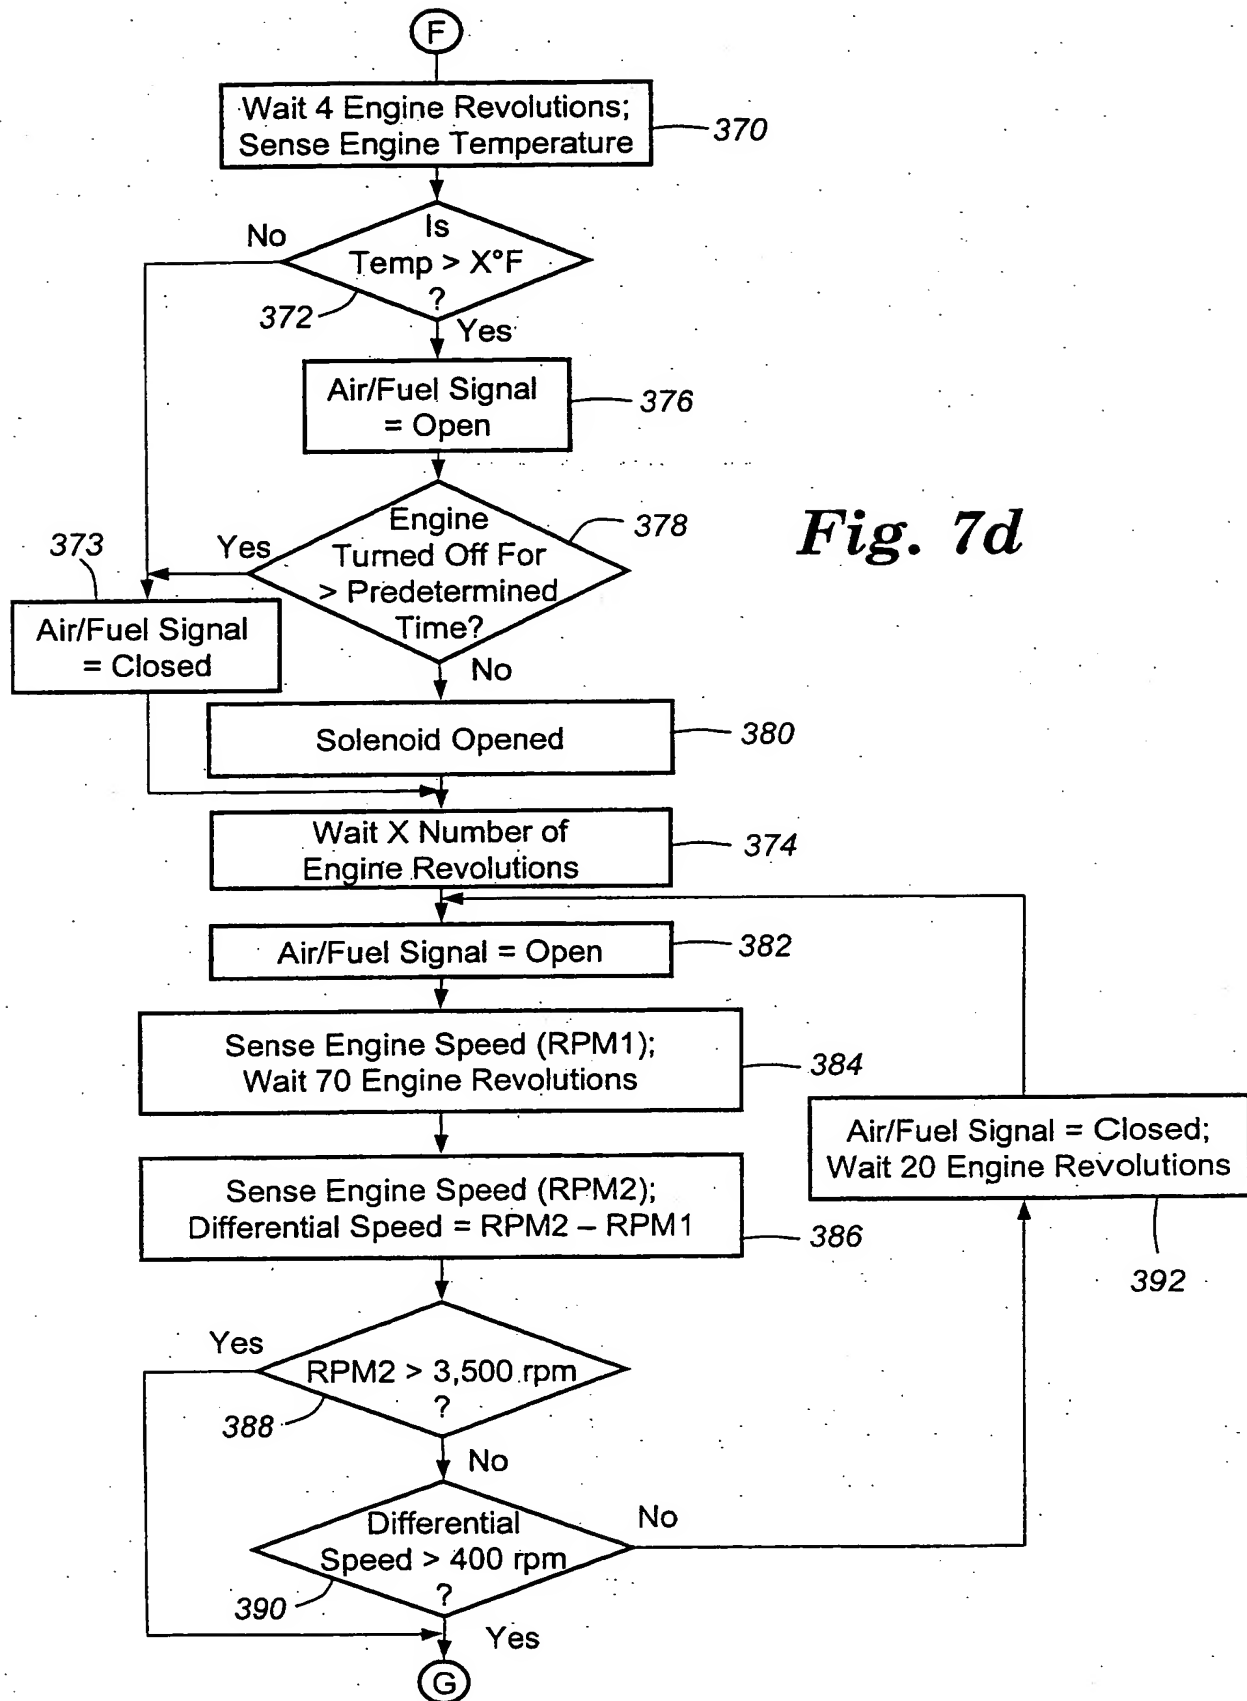 F
Wait 4 Engine Revolutions;
Sense Engine Temperature
370
Is
Temp > X°F
?
No
372
Yes
Air/Fuel Signal
= Open
376
Engine
Turned Off For
> Predetermined
Time?
378
Yes
373
No
Air/Fuel Signal
= Closed
Fig. 7d
Solenoid Opened
380
Wait X Number of
Engine Revolutions
374
Air/Fuel Signal = Open
382
Sense Engine Speed (RPM1);
Wait 70 Engine Revolutions
384
Air/Fuel Signal = Closed;
Wait 20 Engine Revolutions
392
Sense Engine Speed (RPM2);
Differential Speed = RPM2 – RPM1
386
Yes
RPM2 > 3,500 rpm
?
388
No
Differential
Speed > 400 rpm
?
No
390
Yes
G